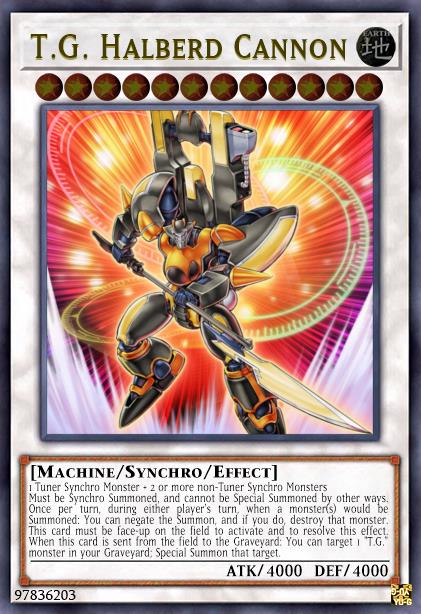 T.G. Halberd Cannon
EARTH
地
[Machine/Synchro/Effect]
1 Tuner Synchro Monster + 2 or more non-Tuner Synchro Monsters
Must be Synchro Summoned, and cannot be Special Summoned by other ways.
Once per turn, during either player's turn, when a monster(s) would be
Summoned: You can negate the Summon, and if you do, destroy that monster.
This card must be face-up on the field to activate and to resolve this effect.
When this card is sent from the field to the Graveyard: You can target 1 "T.G."
monster in your Graveyard; Special Summon that target.
ATK/4000 DEF/4000
97836203